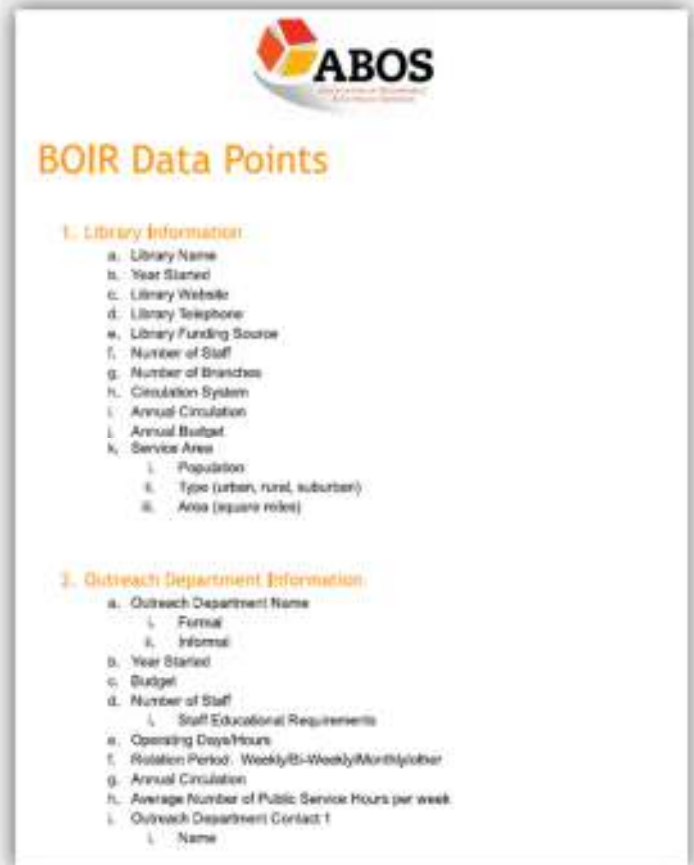 ABOS
BOIR Data Points
1. Library Information
a. Library Name
b. Year Started
c. Library Website
d. Library Telephone
e. Library Funding Source
f. Number of Staff
g. Number of Branches
h. Circulation System
i. Annual Circulation
j. Annual Budget
k. Service Area
i. Population
ii. Type (urban, rural, suburban)
iii. Area (square miles)
2. Outreach Department Information
a. Outreach Department Name
i. Formal
ii. Informal
b. Year Started
c. Budget
d. Number of Staff
i. Staff Educational Requirements
e. Operating Days/Hours
f. Rotation Period: Weekly/Bi-Weekly/Monthly/other
g. Annual Circulation
h. Average Number of Public Service Hours per week
i. Outreach Department Contact 1
i. Name